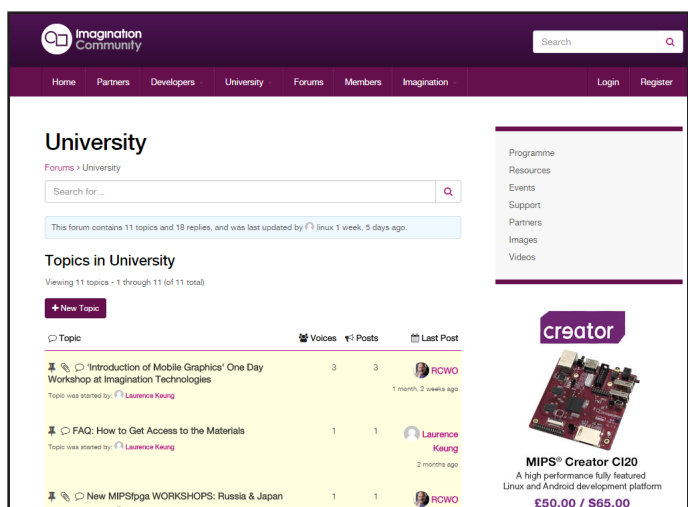 Imagination
Community
Search
Home Partners Developers University Forums Members Imagination Login Register
University
Forums > University
Search for...
This forum contains 11 topics and 18 replies, and was last updated by linux 1 week, 5 days ago.
Topics in University
Viewing 11 topics - 1 through 11 (of 11 total)
+ New Topic
Topic Voices Posts Last Post
'Introduction of Mobile Graphics' One Day
Workshop at Imagination Technologies
Topic was started by: Laurence Keung
3 3 RCWO
1 month, 2 weeks ago
FAQ: How to Get Access to the Materials
Topic was started by: Laurence Keung
1 1 Laurence
Keung
2 months ago
New MIPSfpga WORKSHOPS: Russia & Japan
1 1 RCWO
Programme
Resources
Events
Support
Partners
Images
Videos
creator
MIPS® Creator CI20
A high performance fully featured
Linux and Android development platform
£50.00 / $65.00